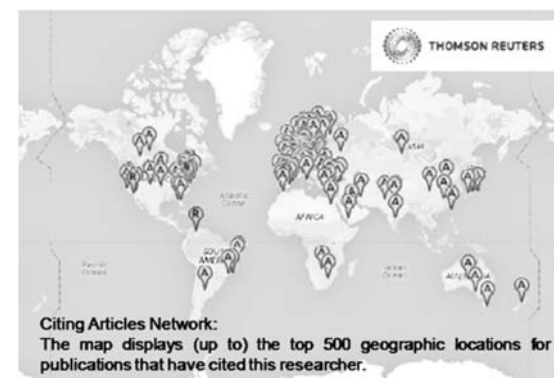 THOMSON REUTERS
Atlantic
Ocean
AFRICA
Pacific
Ocean
Indian
Ocean
Citing Articles Network:
The map displays (up to) the top 500 geographic locations for
publications that have cited this researcher.